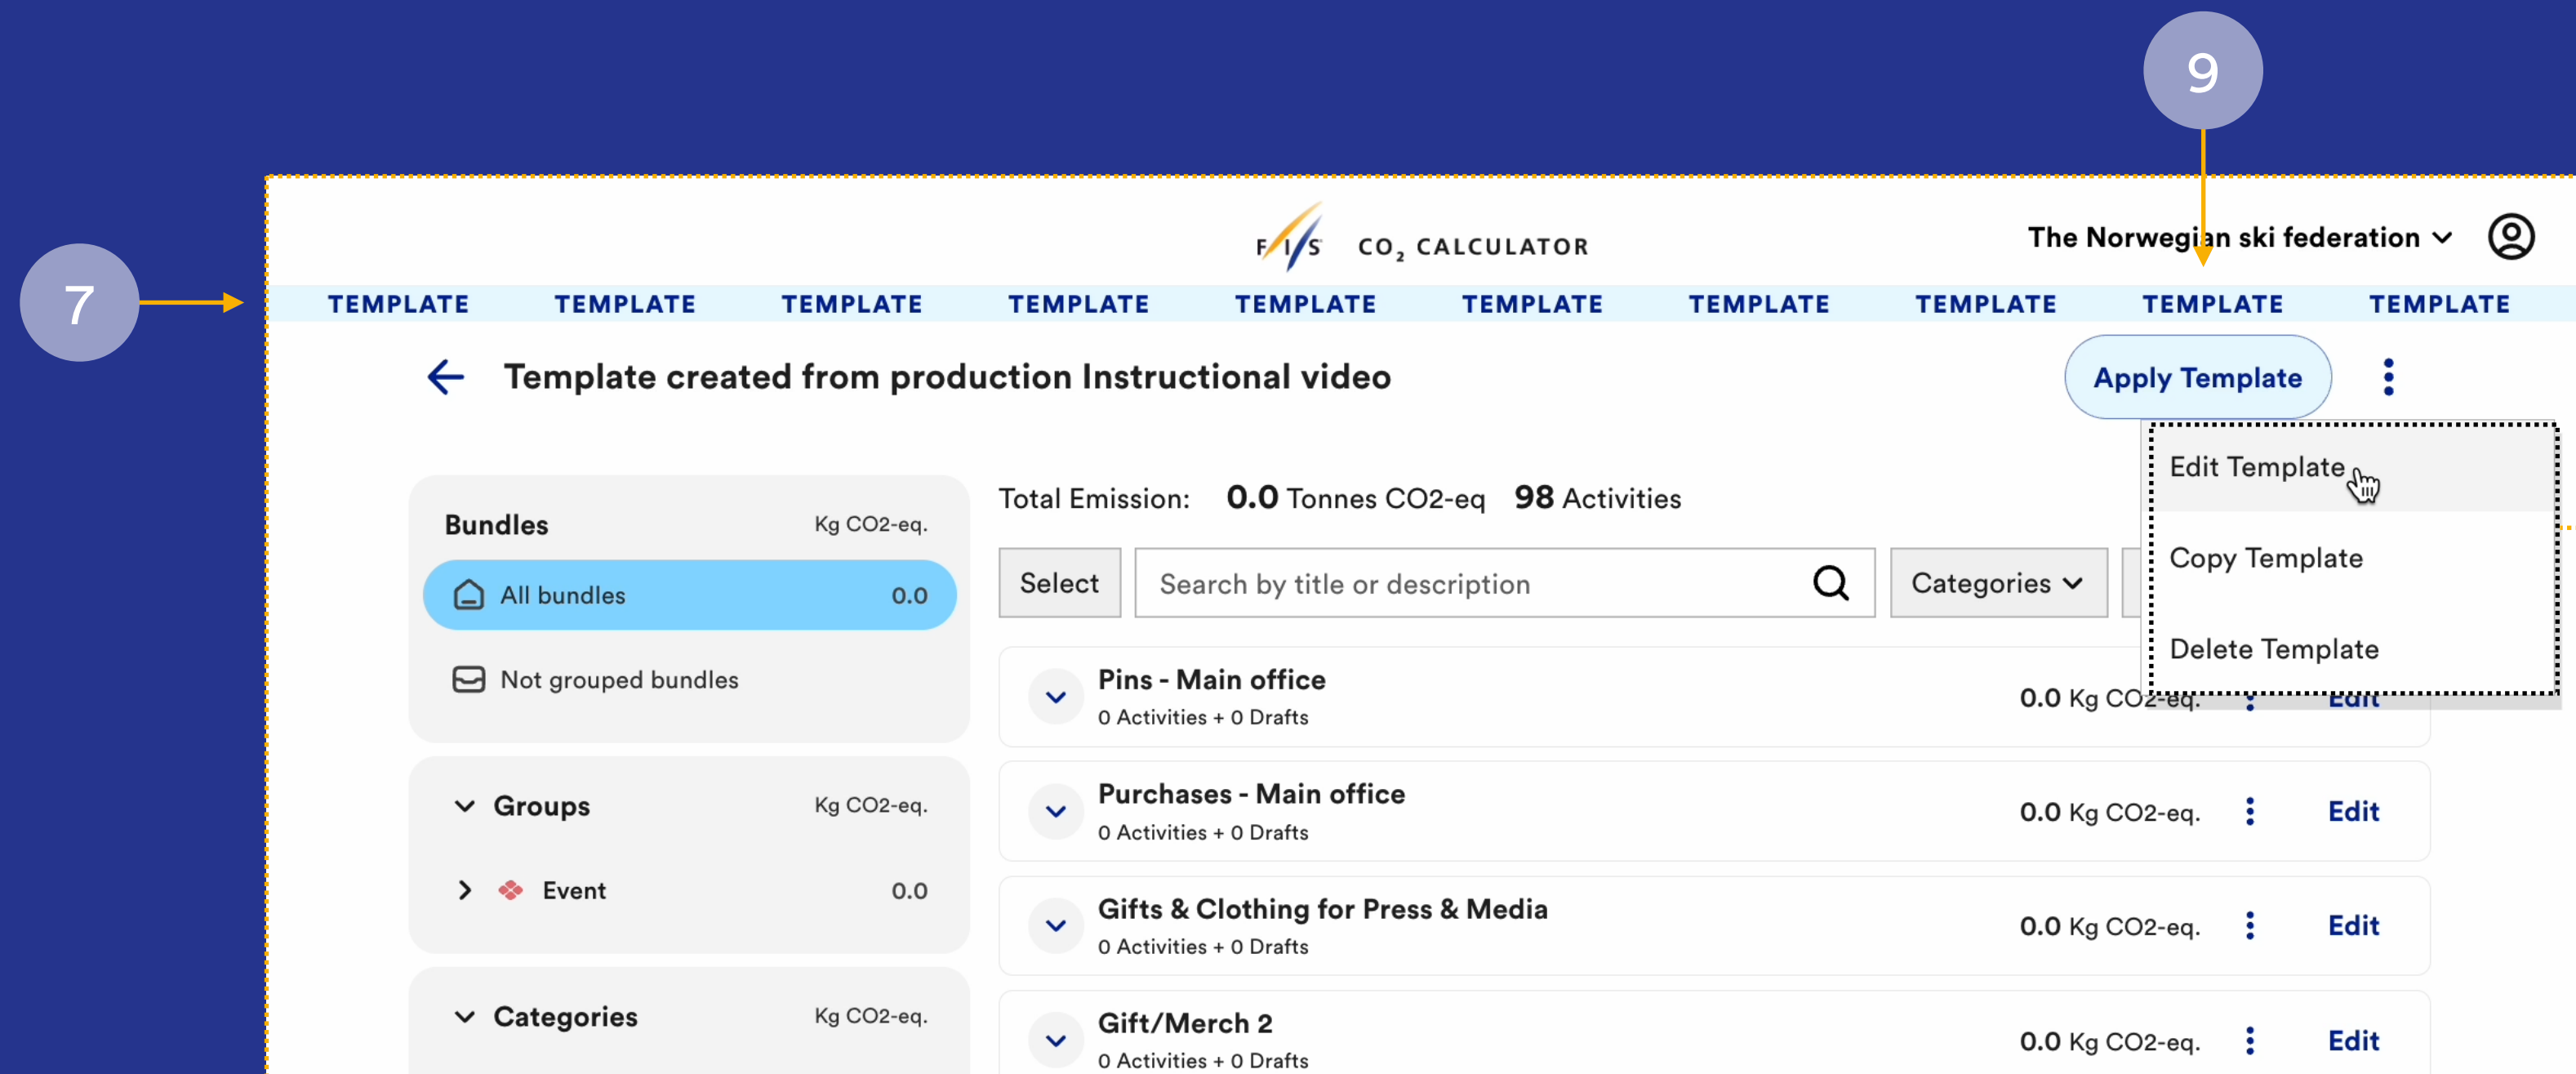 9
7
FIS CO2 CALCULATOR
The Norwegian ski federation
TEMPLATE TEMPLATE TEMPLATE TEMPLATE TEMPLATE TEMPLATE TEMPLATE TEMPLATE TEMPLATE TEMPLATE
Template created from production Instructional video
Apply Template
Edit Template
Copy Template
Delete Template
Bundles Kg CO2-eq.
All bundles 0.0
Not grouped bundles
Groups Kg CO2-eq.
Event 0.0
Categories Kg CO2-eq.
Total Emission: 0.0 Tonnes CO2-eq 98 Activities
Select Search by title or description Categories
Pins - Main office
0 Activities + 0 Drafts
0.0 Kg CO2-eq. Edit
Purchases - Main office
0 Activities + 0 Drafts
0.0 Kg CO2-eq. Edit
Gifts & Clothing for Press & Media
0 Activities + 0 Drafts
0.0 Kg CO2-eq. Edit
Gift/Merch 2
0 Activities + 0 Drafts
0.0 Kg CO2-eq. Edit